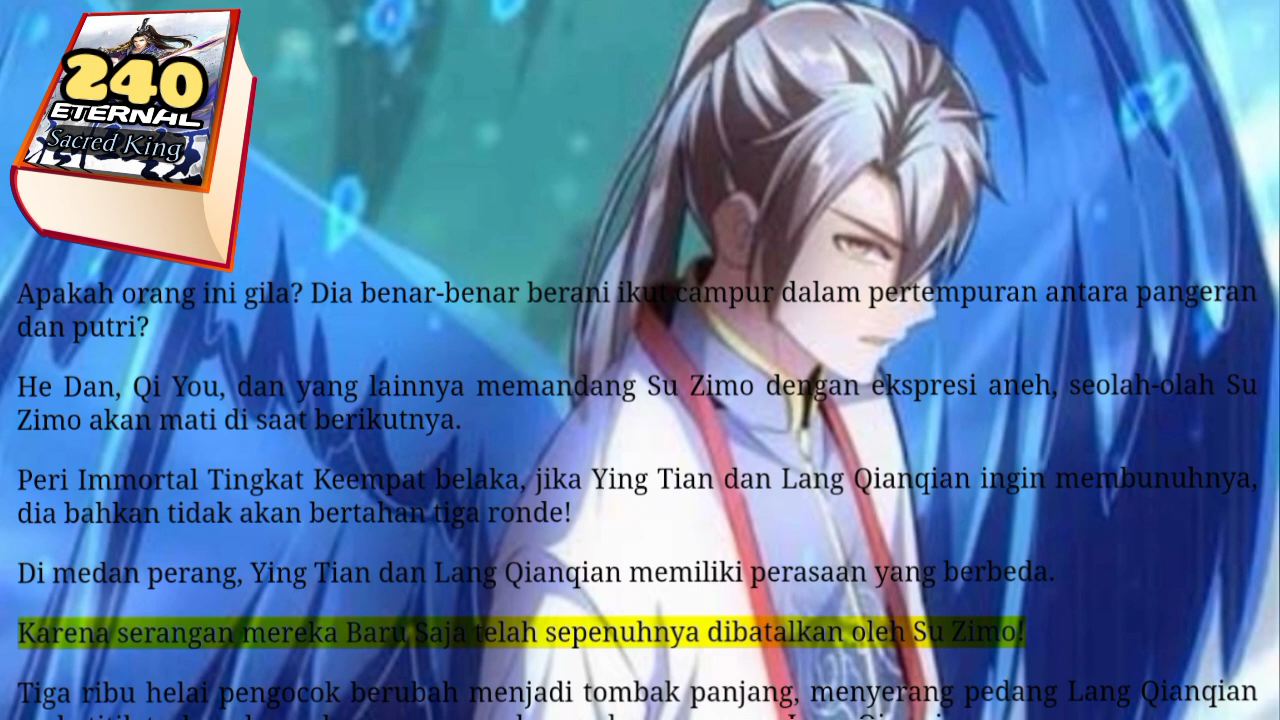 240
ETERNAL
Sacred King
Apakah orang ini gila? Dia benar-benar berani ikut campur dalam pertempuran antara pangeran
dan putri?
He Dan, Qi You, dan yang lainnya memandang Su Zimo dengan ekspresi aneh, seolah-olah Su
Zimo akan mati di saat berikutnya.
Peri Immortal Tingkat Keempat belaka, jika Ying Tian dan Lang Qianqian ingin membunuhnya,
dia bahkan tidak akan bertahan tiga ronde!
Di medan perang, Ying Tian dan Lang Qianqian memiliki perasaan yang berbeda.
Karena serangan mereka Baru Saja telah sepenuhnya dibatalkan oleh Su Zimo!
Tiga ribu helai pengocok berubah menjadi tombak panjang, menyerang pedang Lang Qianqian